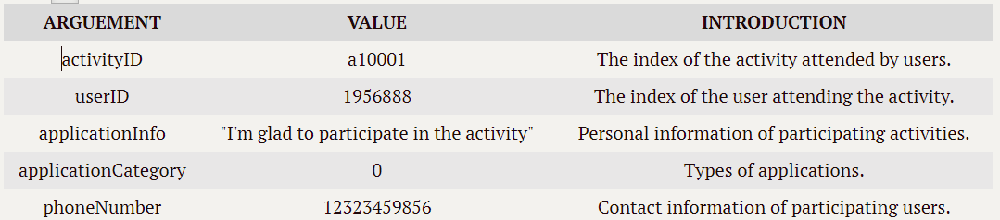 ARGUEMENT VALUE INTRODUCTION
activityID a10001 The index of the activity attended by users.
userID 1956888 The index of the user attending the activity.
applicationInfo "I'm glad to participate in the activity" Personal information of participating activities.
applicationCategory 0 Types of applications.
phoneNumber 12323459856 Contact information of participating users.